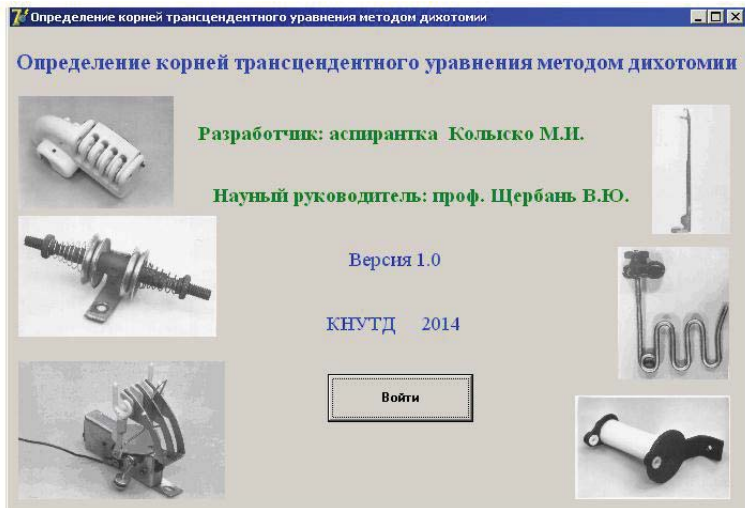 Определение корней трансцендентного уравнения методом дихотомии
Определение корней трансцендентного уравнения методом дихотомии
Разработчик: аспирантка Колыско М.И.
Науный руководитель: проф. Щербань В.Ю.
Версия 1.0
КНУТД 2014
Войти